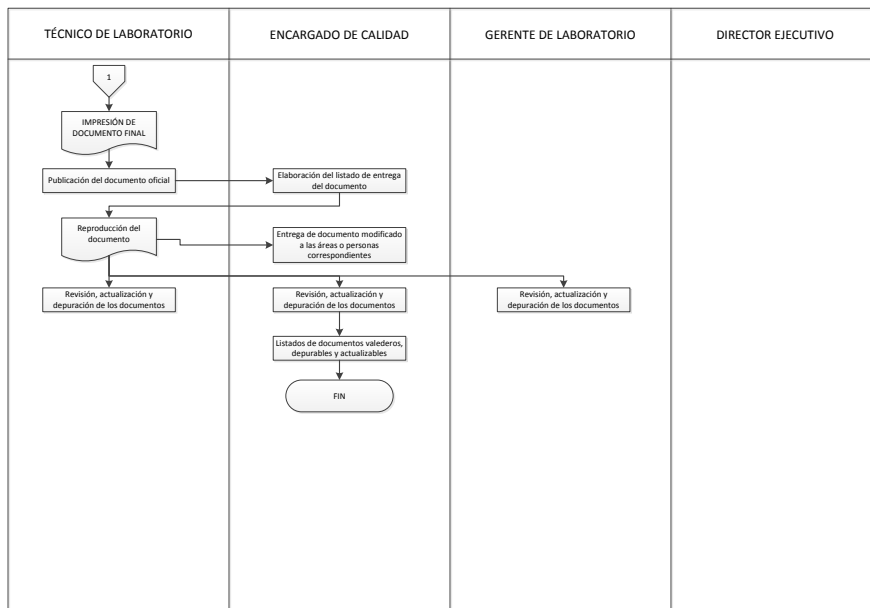 TÉCNICO DE LABORATORIO
ENCARGADO DE CALIDAD
GERENTE DE LABORATORIO
DIRECTOR EJECUTIVO
1
IMPRESIÓN DE
DOCUMENTO FINAL
Publicación del documento oficial
Elaboración del listado de entrega
del documento
Reproducción del
documento
Entrega de documento modificado
a las áreas o personas
correspondientes
Revisión, actualización y
depuración de los documentos
Revisión, actualización y
depuración de los documentos
Revisión, actualización y
depuración de los documentos
Listados de documentos valederos,
depurables y actualizables
FIN